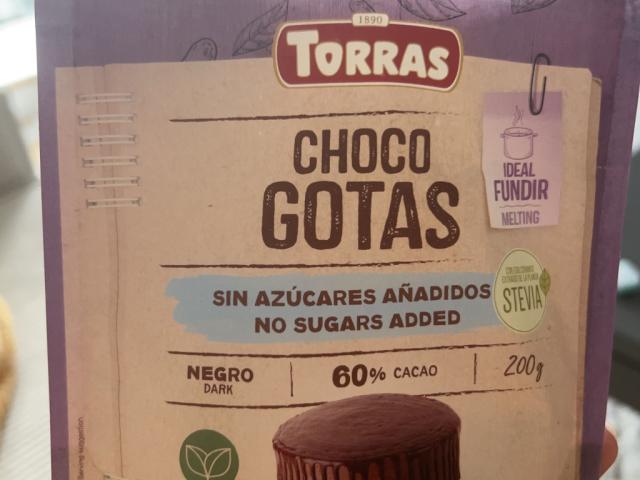 1890
TORRAS
CHOCO
GOTAS
IDEAL
FUNDIR
MELTING
SIN AZÚCARES AÑADIDOS
NO SUGARS ADDED
STEVIA
NEGRO
DARK
60% CACAO
200g